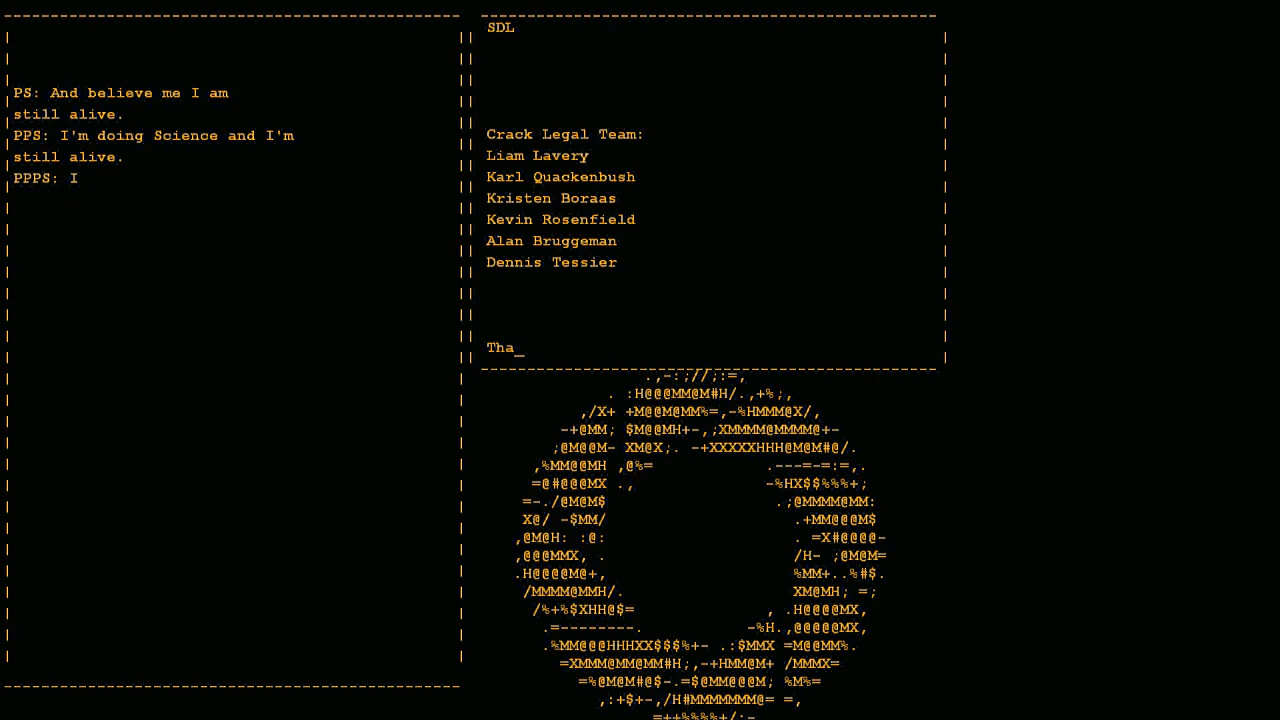 PS: And believe me I am
still alive.
PPS: I'm doing Science and I'm
still alive.
PPPS: I
SDL
Crack Legal Team:
Liam Lavery
Karl Quackenbush
Kristen Boraas
Kevin Rosenfield
Alan Bruggeman
Dennis Tessier
Tha_